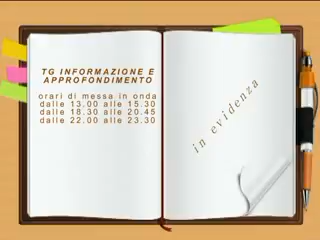 TG INFORMAZIONE E
APPROFONDIMENTO
orari di messa in onda
dalle 13.00 alle 15.30
dalle 18.30 alle 20.45
dalle 22.00 alle 23.30
in evidenza